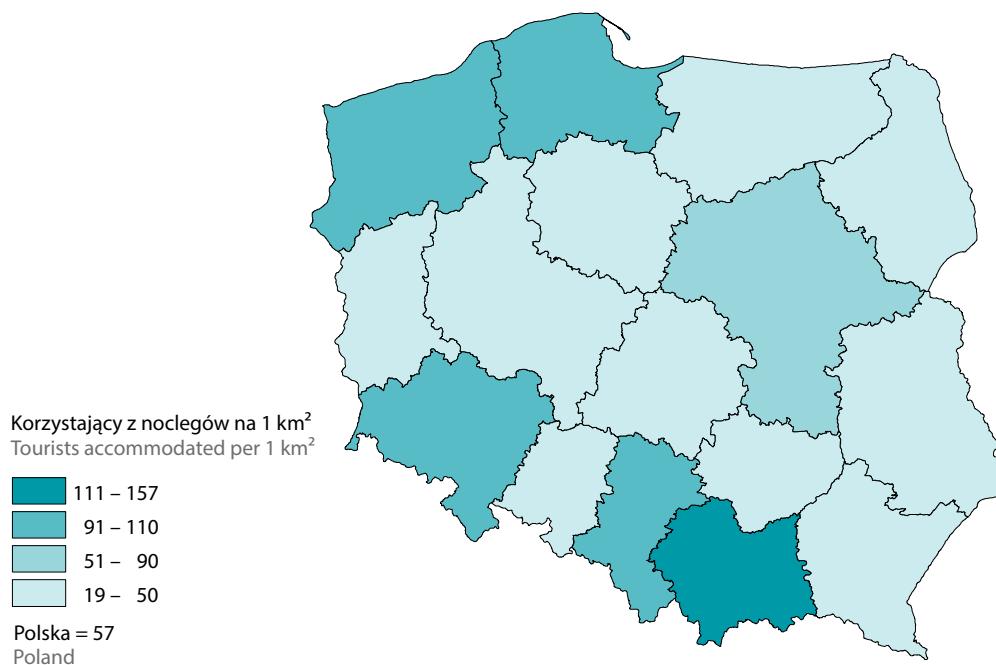 Korzystający z noclegów na 1 km²
Tourists accommodated per 1 km²
111 – 157
91 – 110
51 – 90
19 – 50
Polska = 57
Poland